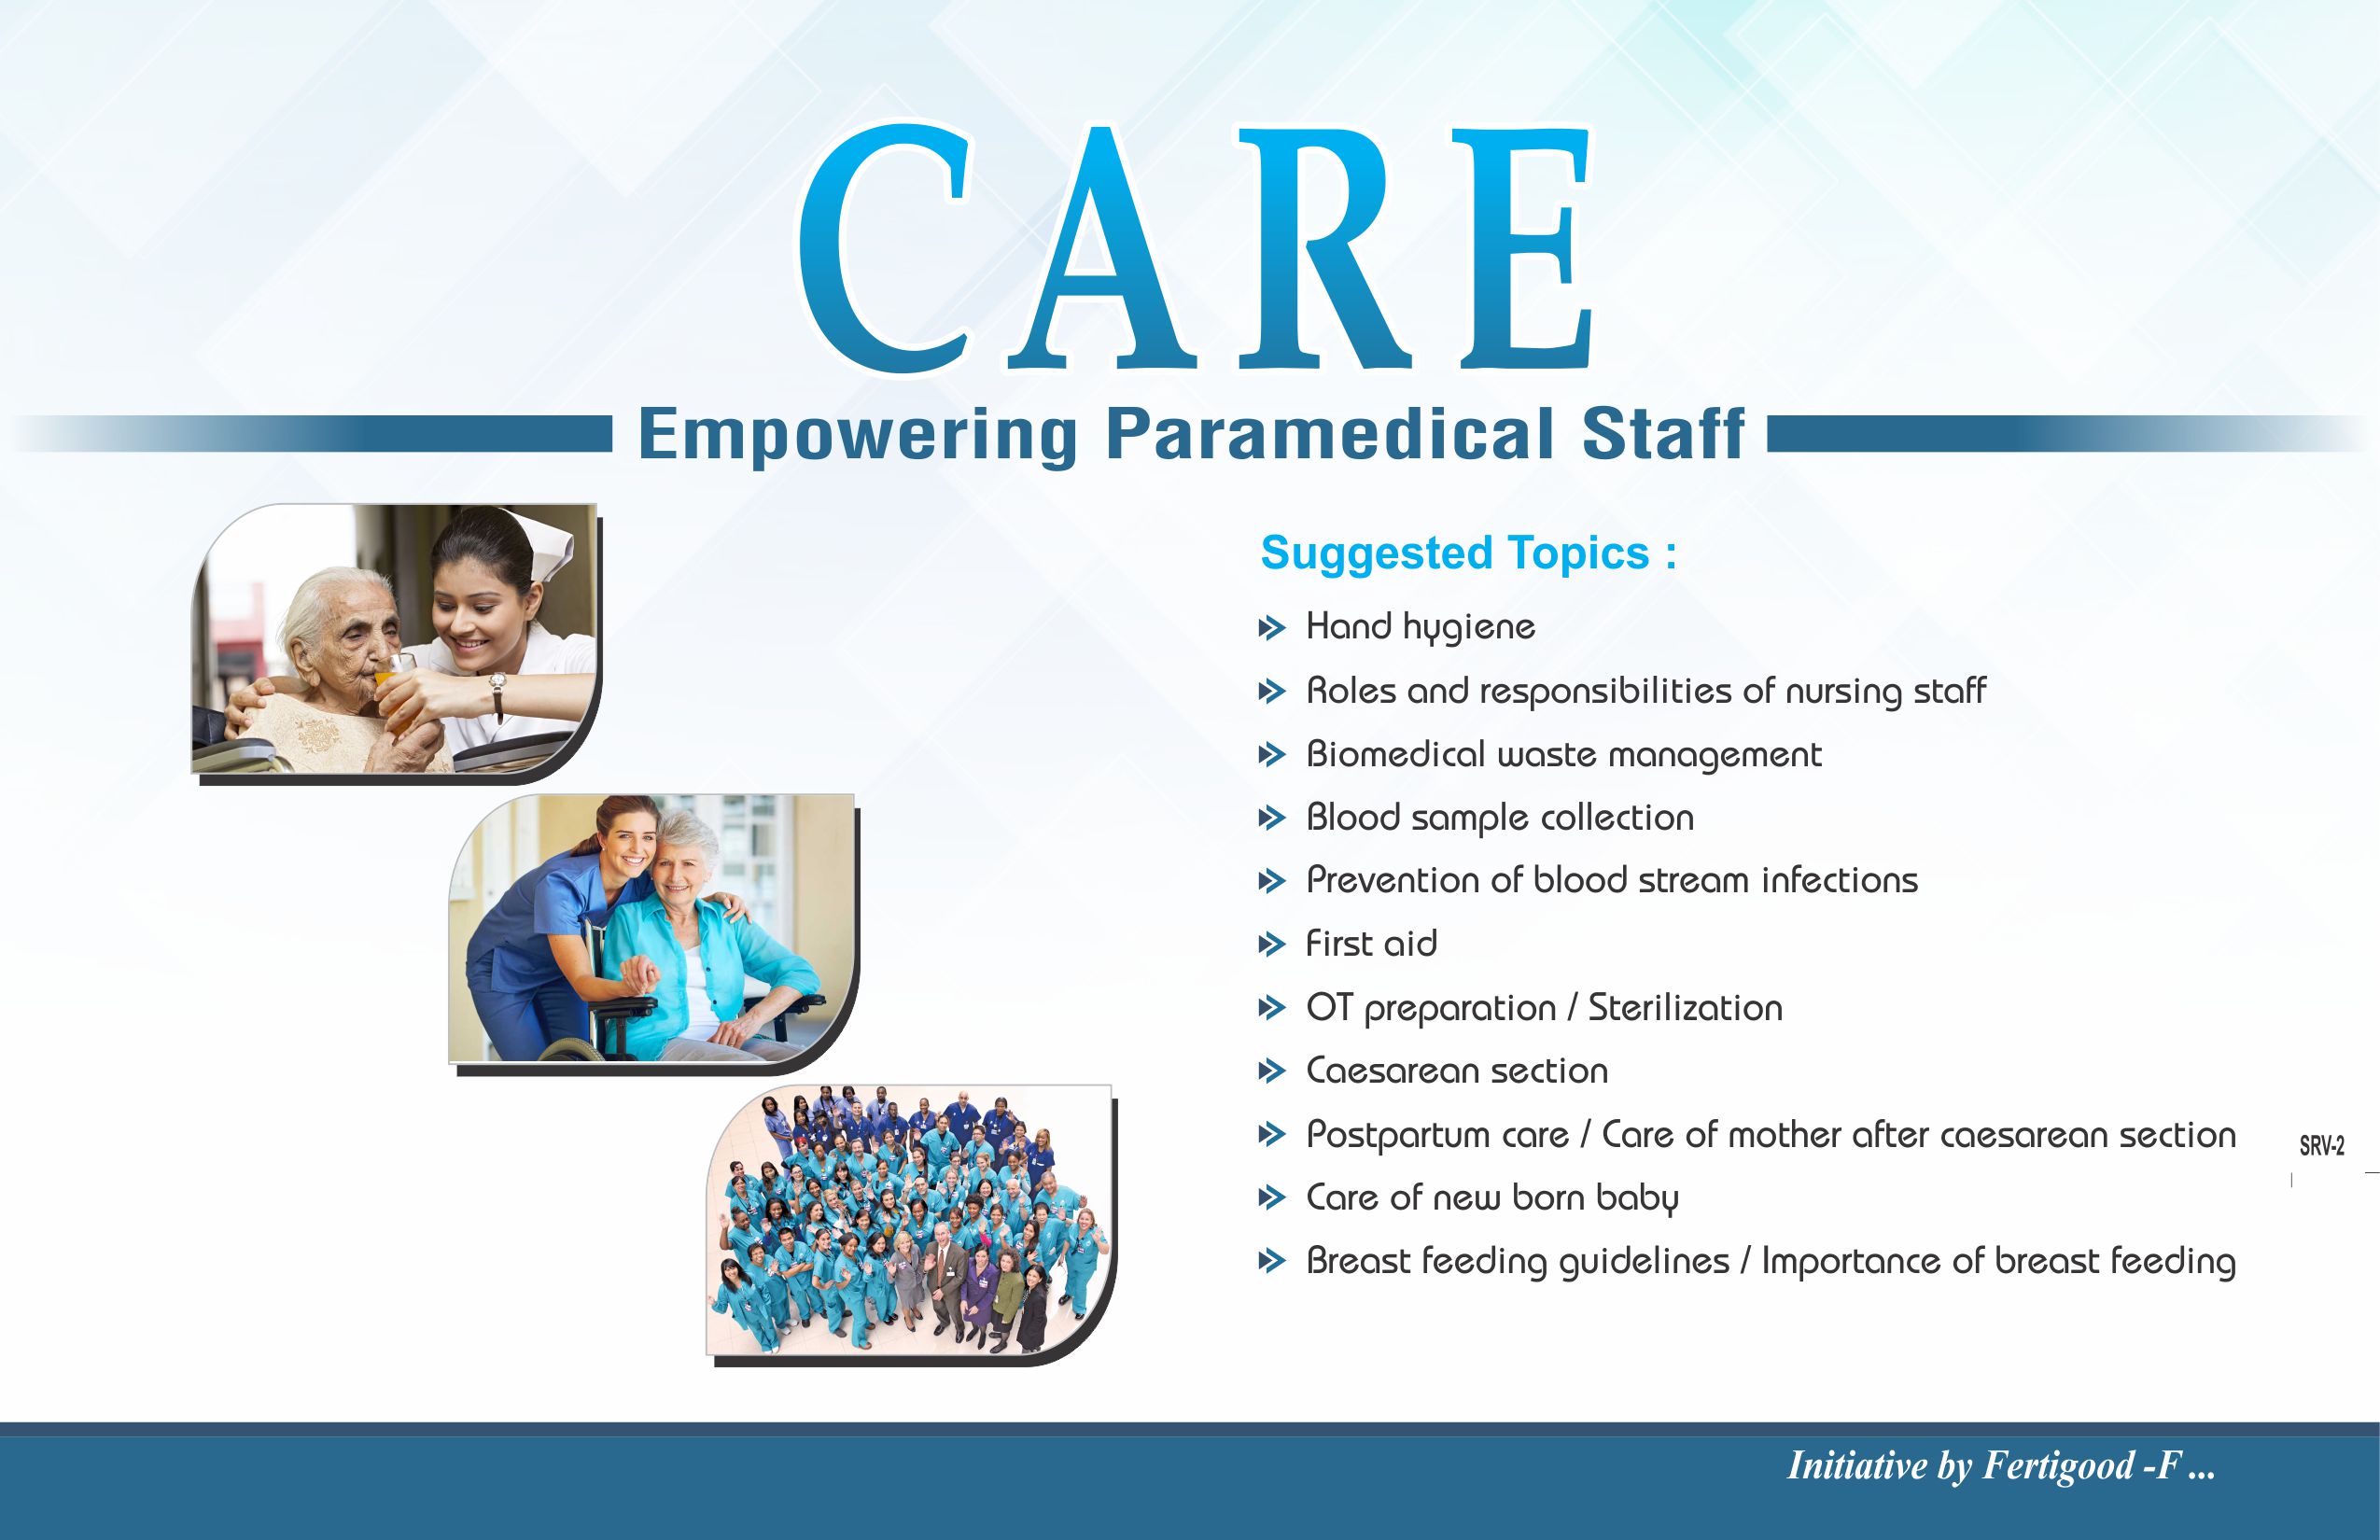 CARE
Empowering Paramedical Staff
Suggested Topics :
Hand hygiene
Roles and responsibilities of nursing staff
Biomedical waste management
Blood sample collection
Prevention of blood stream infections
First aid
OT preparation / Sterilization
Caesarean section
Postpartum care / Care of mother after caesarean section
Care of new born baby
Breast feeding guidelines / Importance of breast feeding
SRV-2
Initiative by Fertigood -F ...